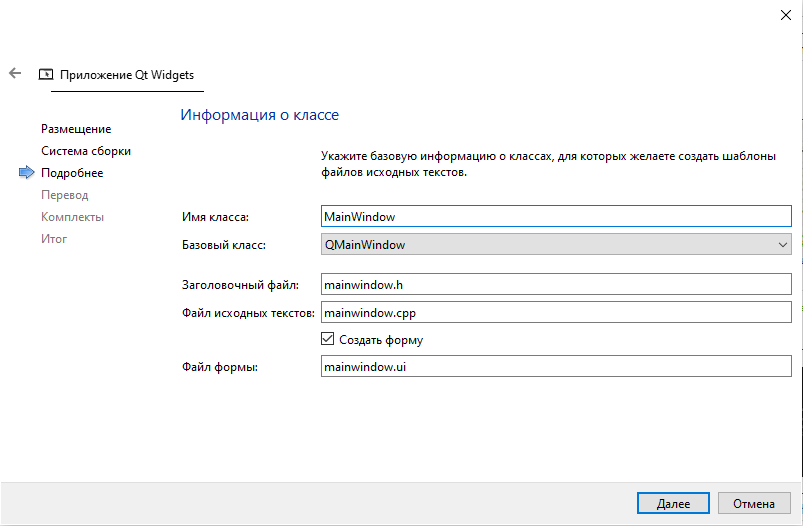 Приложение Qt Widgets
Информация о классе
Размещение
Система сборки
Подробнее
Перевод
Комплекты
Итог
Укажите базовую информацию о классах, для которых желаете создать шаблоны
файлов исходных текстов.
Имя класса: MainWindow
Базовый класс: QMainWindow
Заголовочный файл: mainwindow.h
Файл исходных текстов: mainwindow.cpp
Создать форму
Файл формы: mainwindow.ui
Далее Отмена